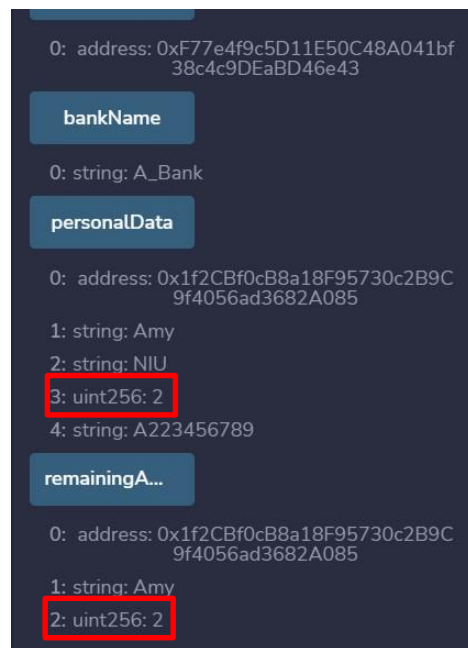 0: address: 0xF77e4f9c5D11E50C48A041bf
38c4c9DEaBD46e43
bankName
0: string: A_Bank
personalData
0: address: 0x1f2CBf0cB8a18F95730c2B9C
9f4056ad3682A085
1: string: Amy
2: string: NIU
3: uint256: 2
4: string: A223456789
remainingA...
0: address: 0x1f2CBf0cB8a18F95730c2B9C
9f4056ad3682A085
1: string: Amy
2: uint256: 2